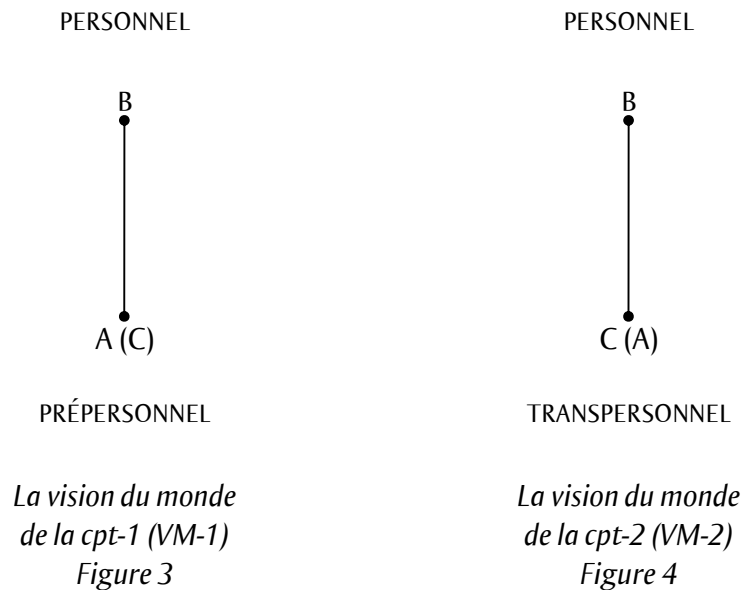 PERSONNEL
B
A (C)
PRÉPERSONNEL
La vision du monde
de la cpt-1 (VM-1)
Figure 3
PERSONNEL
B
C (A)
TRANSPERSONNEL
La vision du monde
de la cpt-2 (VM-2)
Figure 4